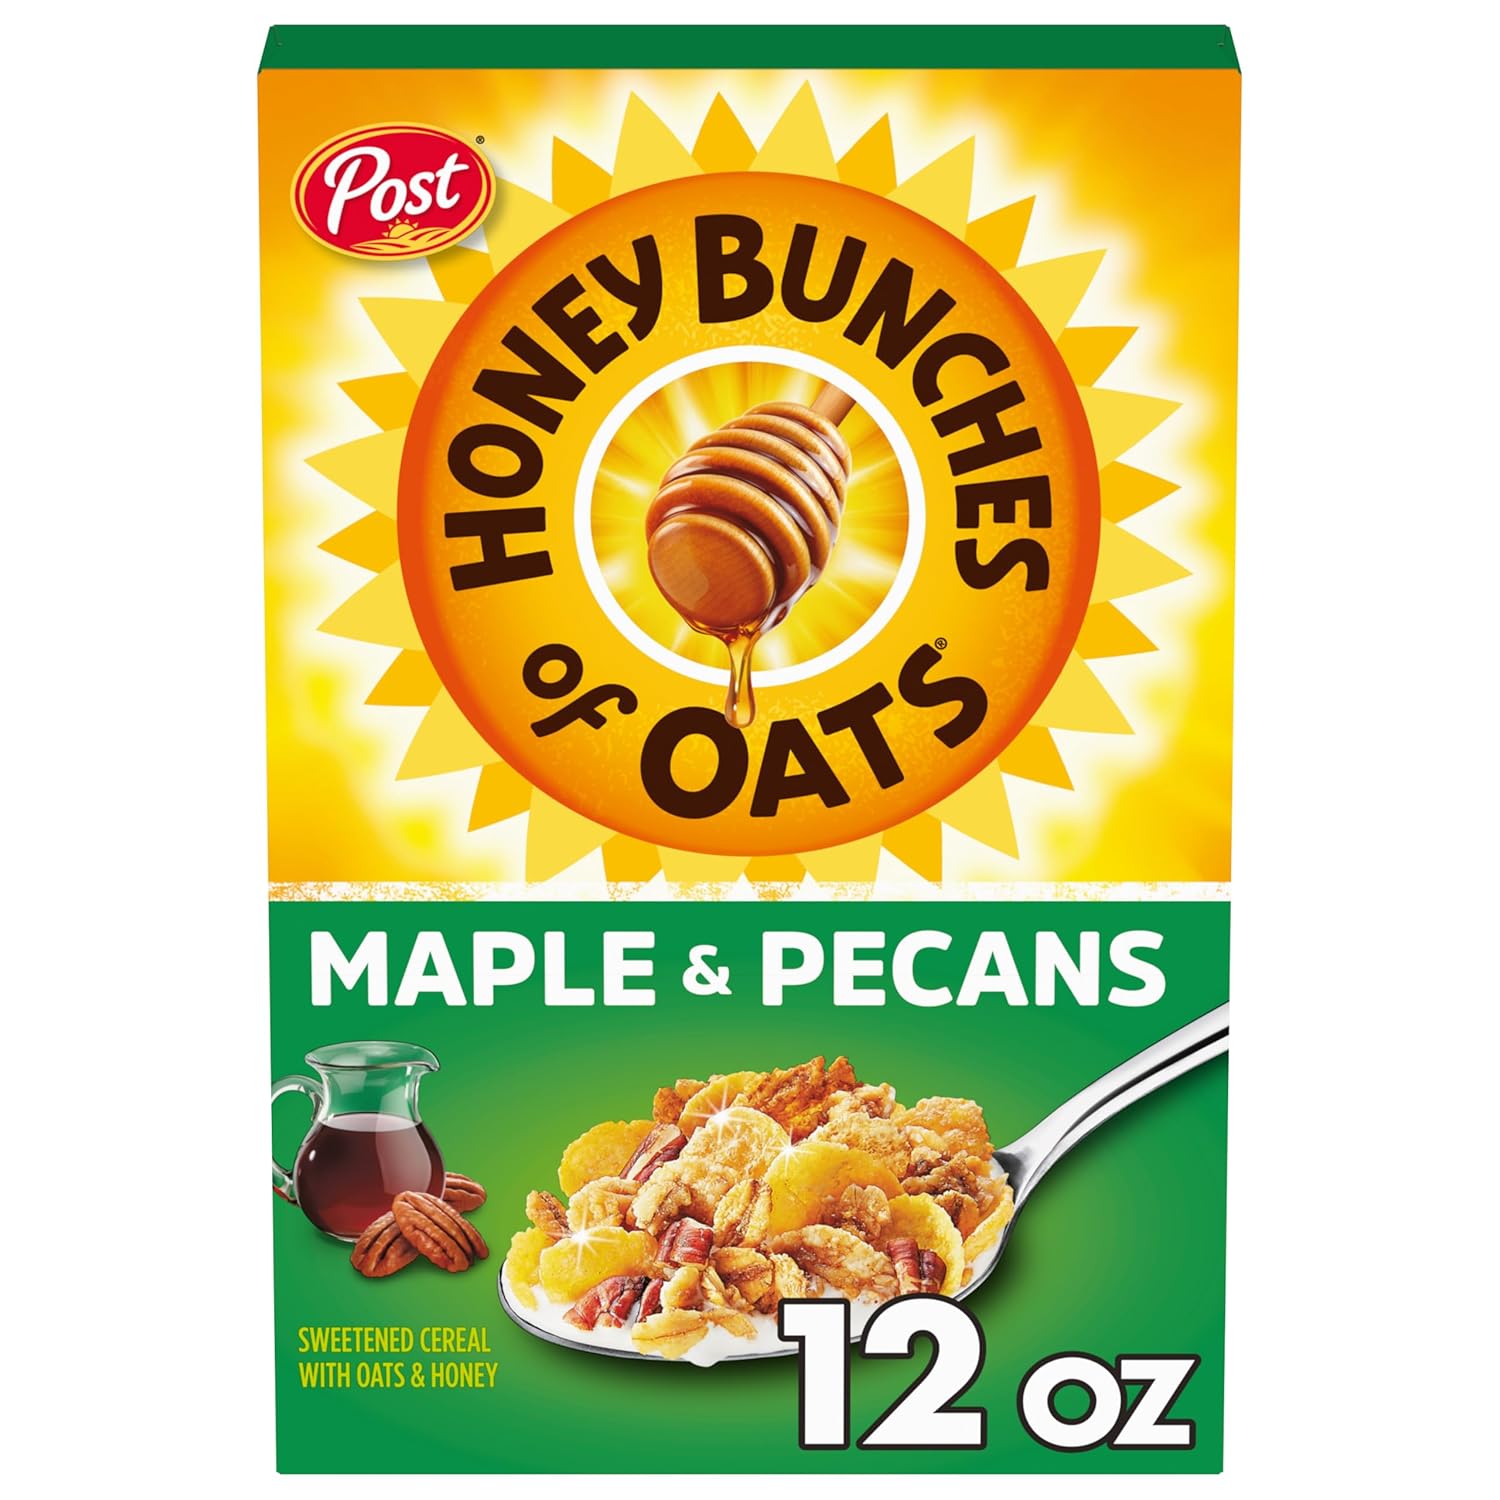 Post®
HONEY BUNCHES
of OATS®
MAPLE & PECANS
SWEETENED CEREAL
WITH OATS & HONEY
12 OZ